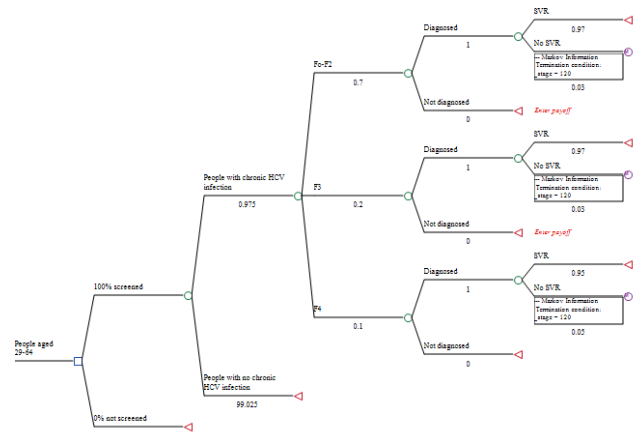 SVR
0.97
Diagnosed
1
No SVR
-- Markov Information
Termination condition:
_stage = 120
0.03
Fo-F2
0.7
Not diagnosed
0
Enter payoff
SVR
0.97
Diagnosed
1
No SVR
-- Markov Information
Termination condition:
_stage = 120
0.03
People with chronic HCV
infection
0.975
F3
0.2
Not diagnosed
0
Enter payoff
SVR
0.95
Diagnosed
1
No SVR
-- Markov Information
Termination condition:
_stage = 120
0.05
100% screened
F4
0.1
Not diagnosed
0
People aged
29-64
People with no chronic
HCV infection
99.025
0% not screened